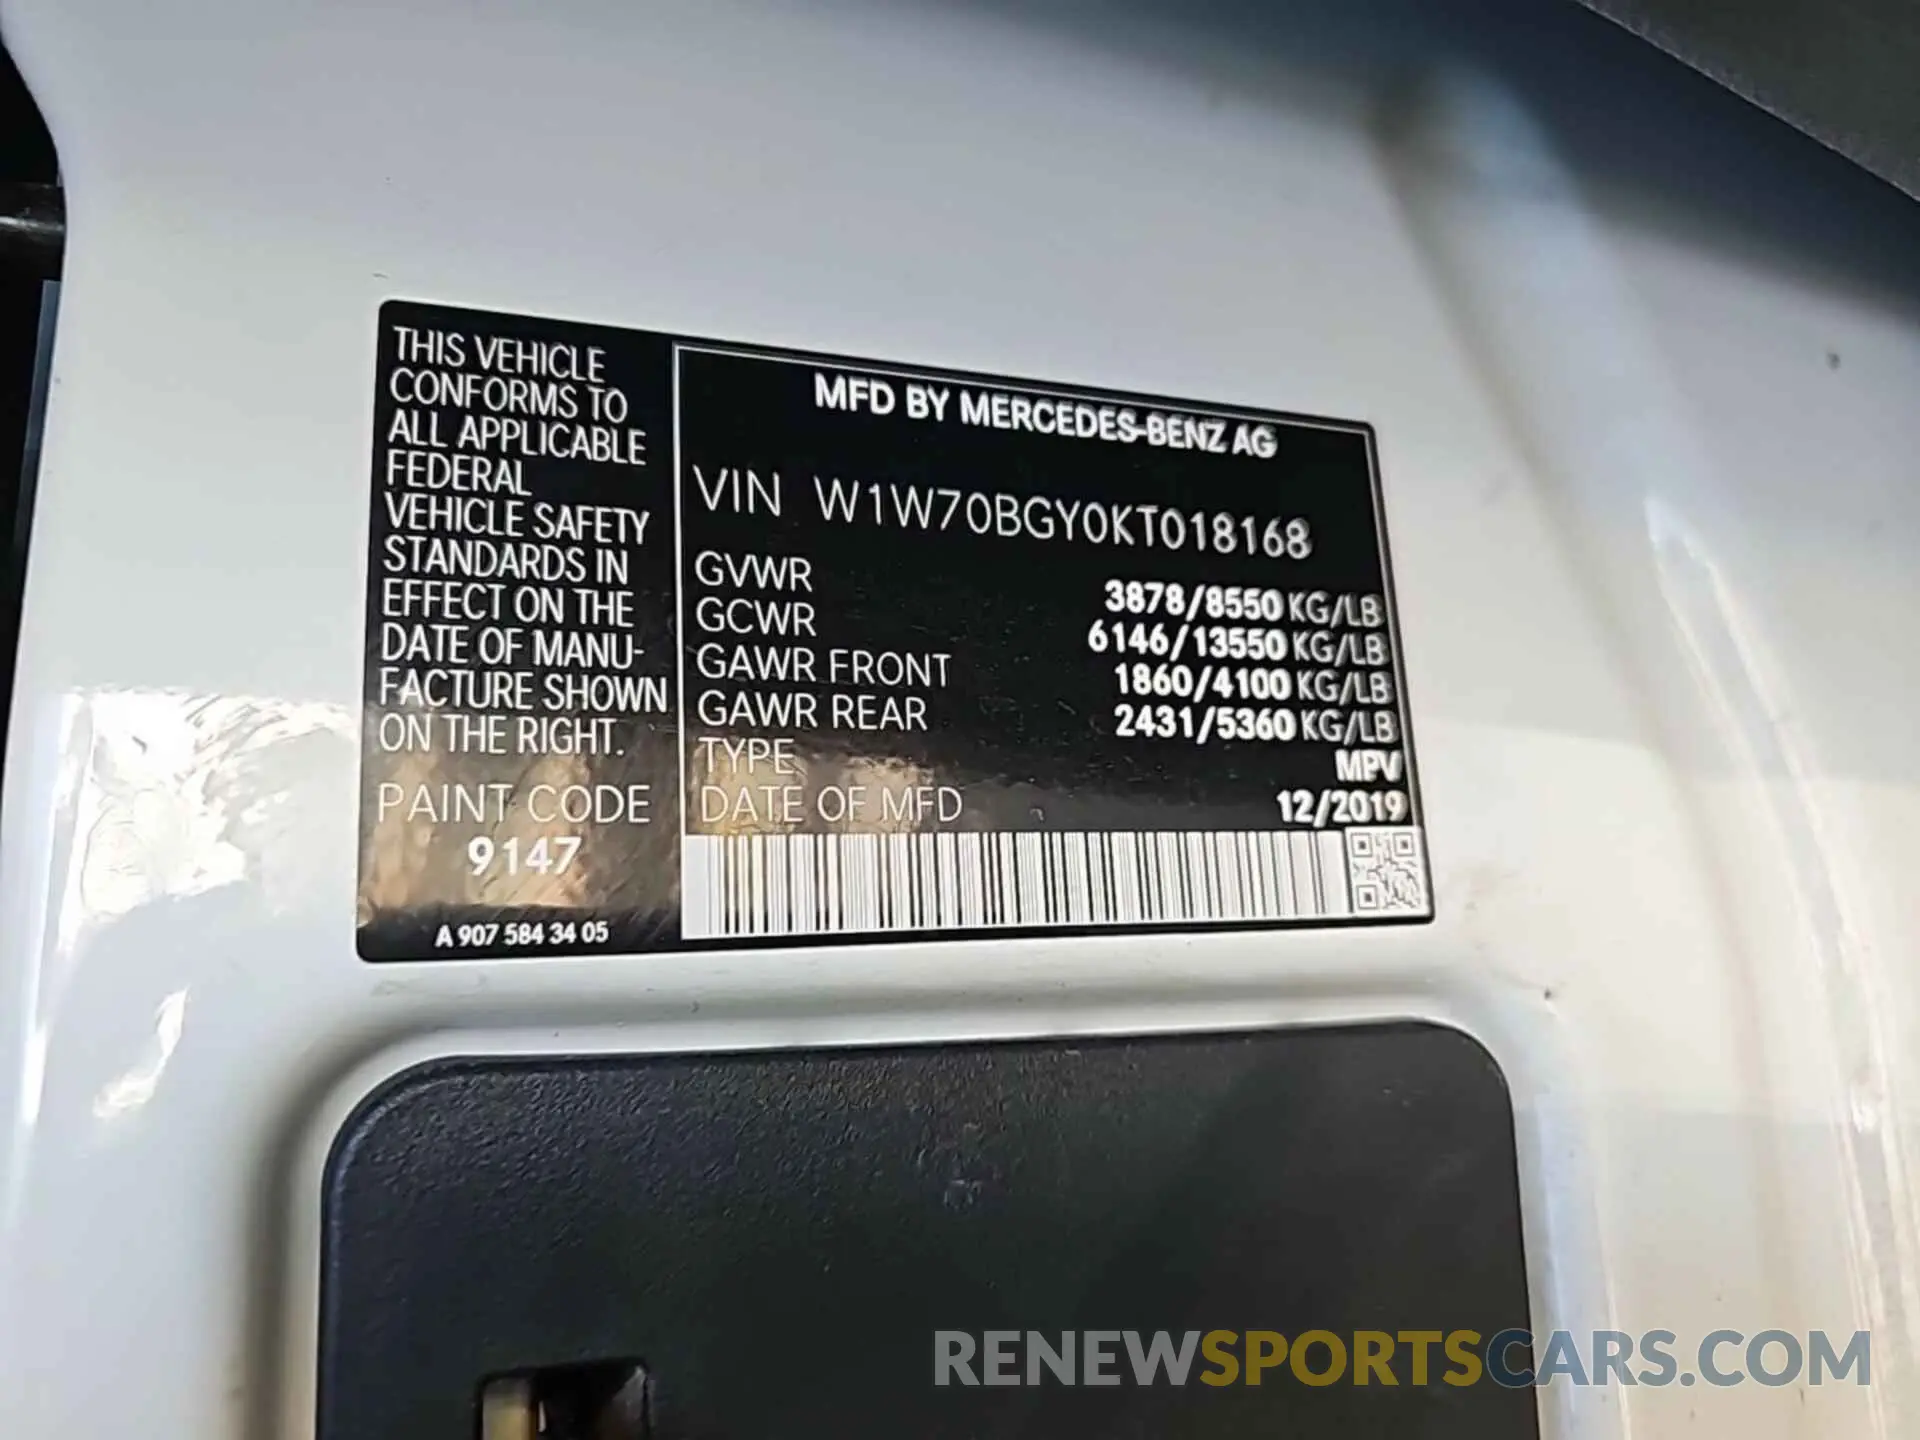 THIS VEHICLE
CONFORMS TO
ALL APPLICABLE
FEDERAL
VEHICLE SAFETY
STANDARDS IN
EFFECT ON THE
DATE OF MANU-
FACTURE SHOWN
ON THE RIGHT.
PAINT CODE
9147
A 907 584 34 05
MFD BY MERCEDES-BENZ AG
VIN W1W70BGY0KT018168
GVWR 3878/8550 KG/LB
GCWR 6146/13550 KG/LB
GAWR FRONT 1860/4100 KG/LB
GAWR REAR 2431/5360 KG/LB
TYPE MPV
DATE OF MFD 12/2019
RENEWSPORTSCARS.COM